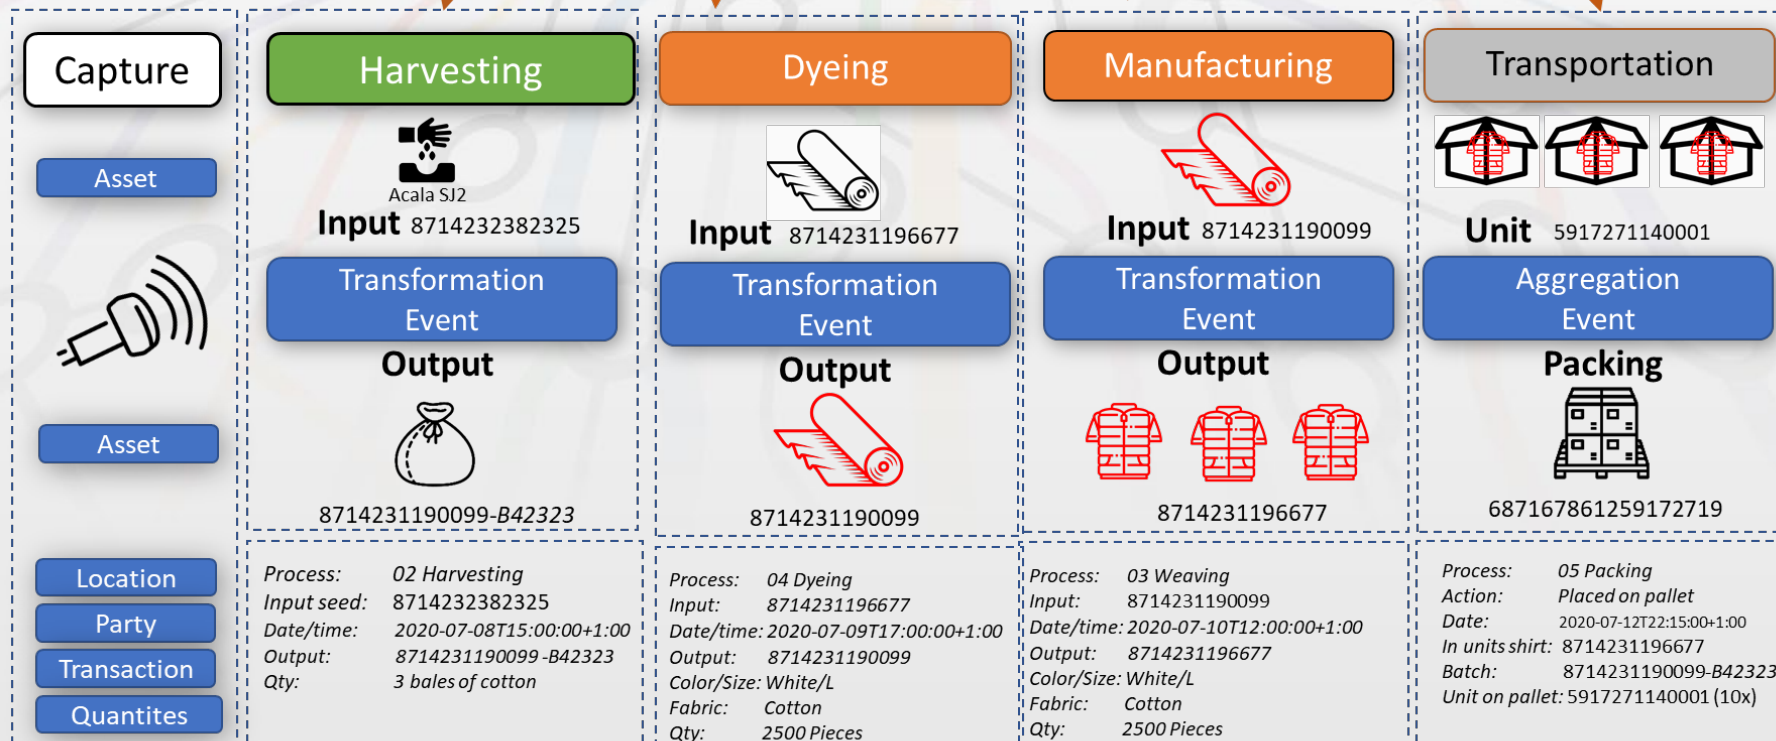 Capture
Asset
Asset
Location
Party
Transaction
Quantites
Harvesting
Acala SJ2
Input 8714232382325
Transformation
Event
Output
8714231190099-B42323
Process: 02 Harvesting
Input seed: 8714232382325
Date/time: 2020-07-08T15:00:00+1:00
Output: 8714231190099 -B42323
Qty: 3 bales of cotton
Dyeing
Input 8714231196677
Transformation
Event
Output
8714231190099
Process: 04 Dyeing
Input: 8714231196677
Date/time: 2020-07-09T17:00:00+1:00
Output: 8714231190099
Color/Size: White/L
Fabric: Cotton
Qty: 2500 Pieces
Manufacturing
Input 8714231190099
Transformation
Event
Output
8714231196677
Process: 03 Weaving
Input: 8714231190099
Date/time: 2020-07-10T12:00:00+1:00
Output: 8714231196677
Color/Size: White/L
Fabric: Cotton
Qty: 2500 Pieces
Transportation
Unit 5917271140001
Aggregation
Event
Packing
687167861259172719
Process: 05 Packing
Action: Placed on pallet
Date: 2020-07-12T22:15:00+1:00
In units shirt: 8714231196677
Batch: 8714231190099-B42323
Unit on pallet: 5917271140001 (10x)